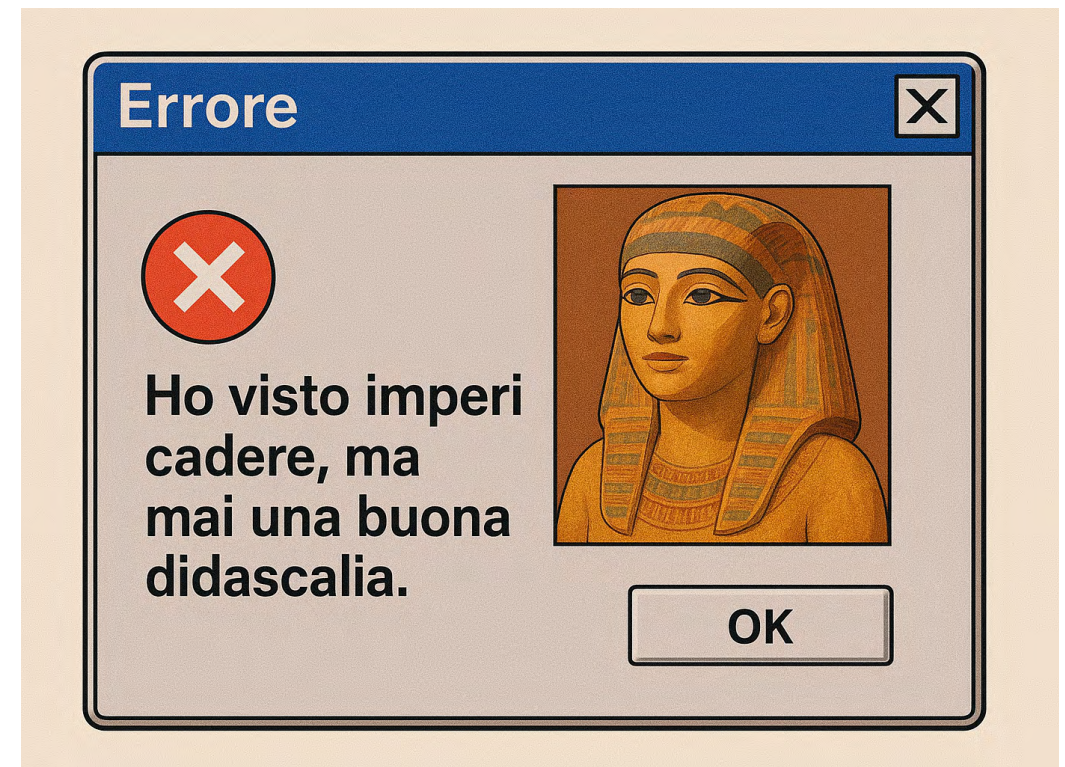 Errore
Ho visto imperi
cadere, ma
mai una buona
didascalia.
OK